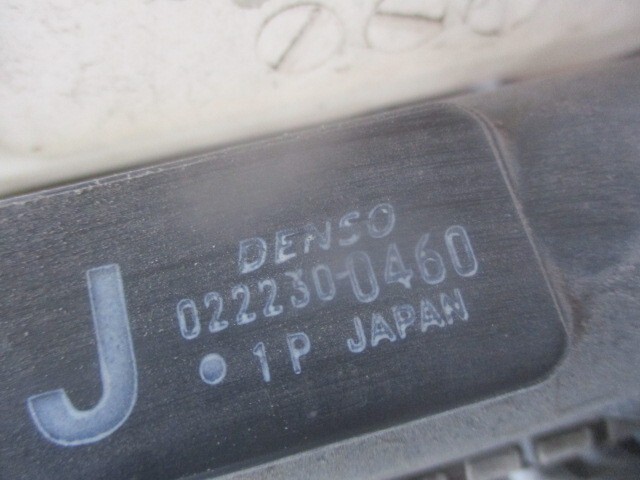 DENSO
022230-0460
J • 1P JAPAN